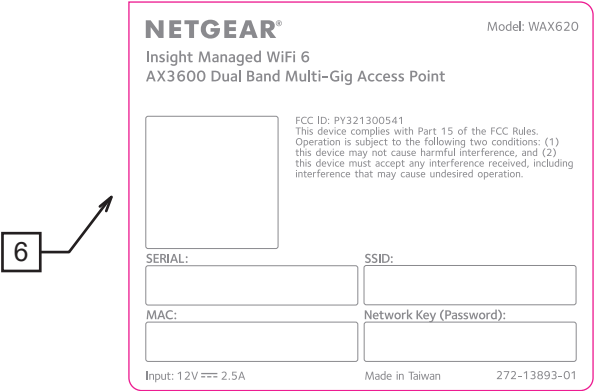 NETGEAR®
Model: WAX620
Insight Managed WiFi 6
AX3600 Dual Band Multi-Gig Access Point
FCC ID: PY321300541
This device complies with Part 15 of the FCC Rules.
Operation is subject to the following two conditions: (1)
this device may not cause harmful interference, and (2)
this device must accept any interference received, including
interference that may cause undesired operation.
6
SERIAL:
SSID:
MAC:
Network Key (Password):
Input: 12V ⎓ 2.5A
Made in Taiwan
272-13893-01